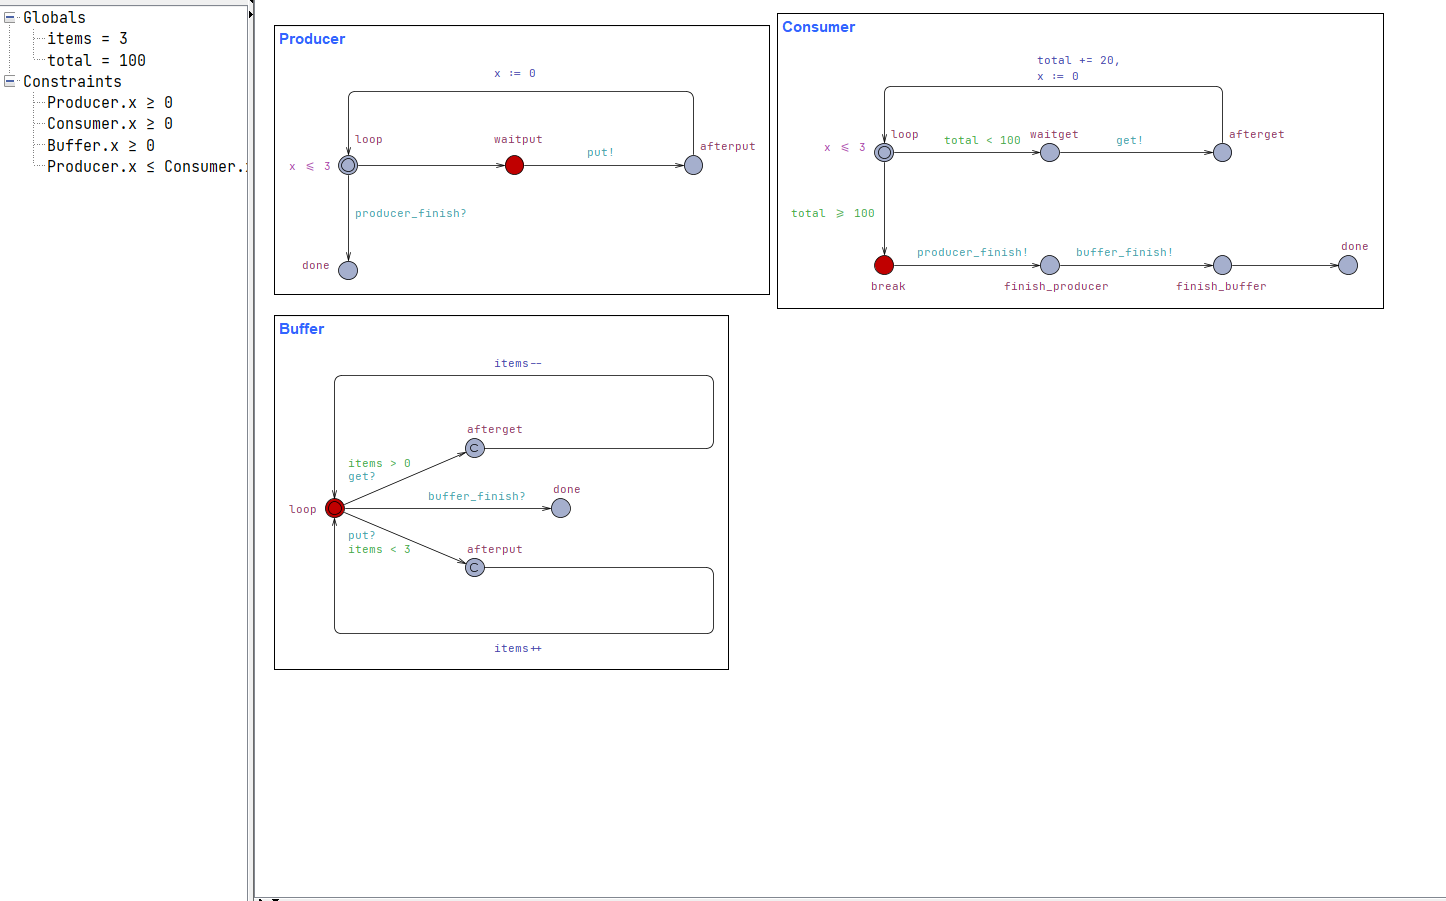 Globals
items = 3
total = 100
Constraints
Producer.x ≥ 0
Consumer.x ≥ 0
Buffer.x ≥ 0
Producer.x ≤ Consumer.
Producer
x := 0
loop
waitput
put!
afterput
x ≤ 3
producer_finish?
done
Consumer
total += 20,
x := 0
loop
total < 100
waitget
get!
afterget
x ≤ 3
total ≥ 100
producer_finish!
buffer_finish!
done
break
finish_producer
finish_buffer
Buffer
items--
afterget
C
items > 0
get?
buffer_finish?
done
loop
put?
items < 3
afterput
C
items++